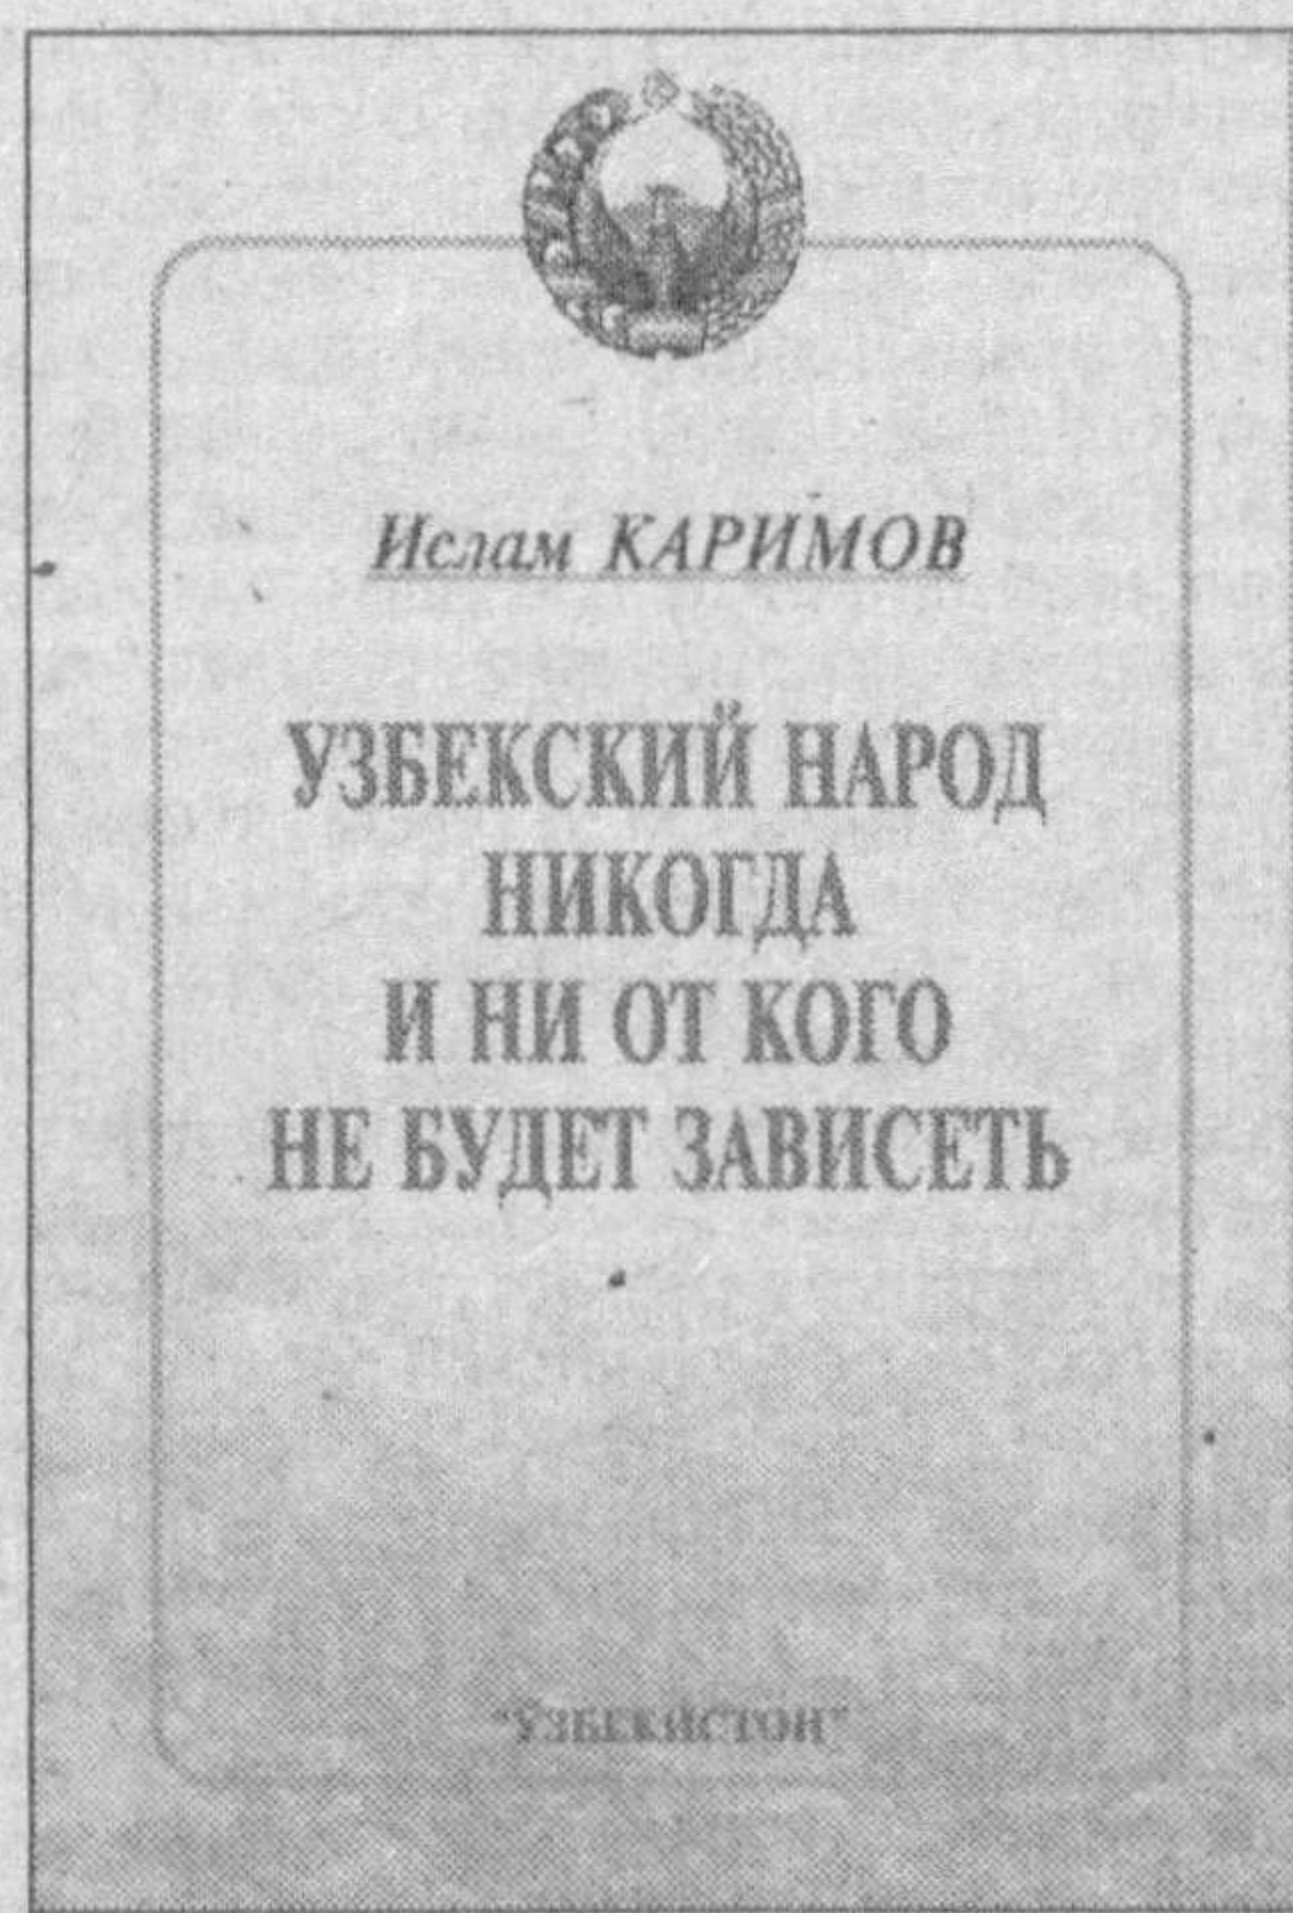 Ислам КАРИМОВ
УЗБЕКСКИЙ НАРОД
НИКОГДА
И НИ ОТ КОГО
НЕ БУДЕТ ЗАВИСЕТЬ
"ЎЗБЕКИСТОН"